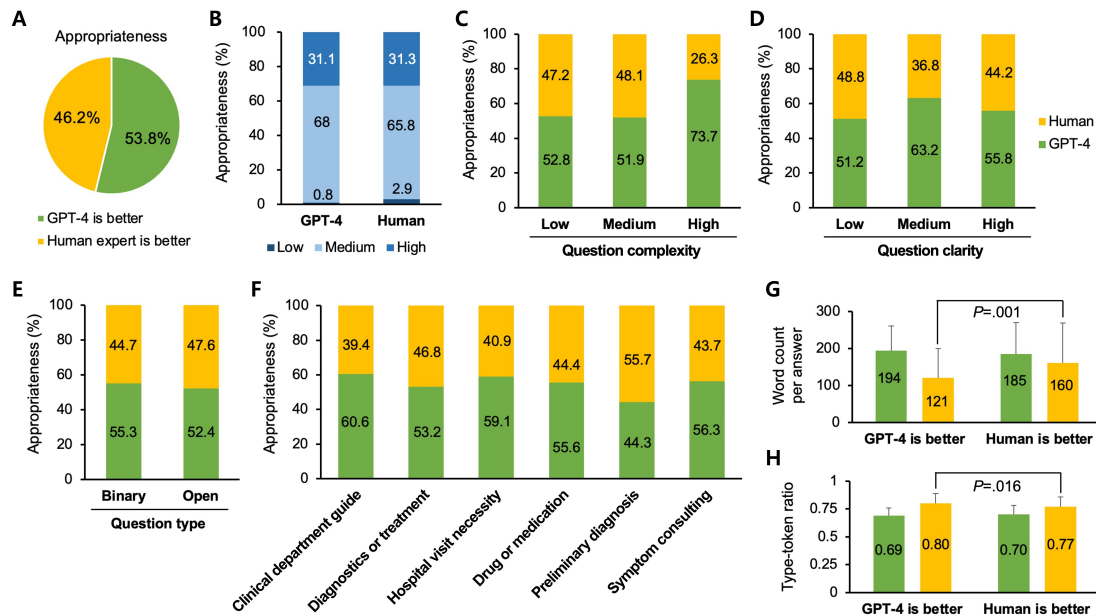 A
Appropriateness
46.2%
53.8%
GPT-4 is better
Human expert is better
B
Appropriateness (%)
100
80
60
40
20
0
31.1
31.3
68
65.8
0.8
2.9
GPT-4
Human
Low
Medium
High
C
Appropriateness (%)
100
80
60
40
20
0
47.2
48.1
26.3
52.8
51.9
73.7
Low
Medium
High
Question complexity
D
Appropriateness (%)
100
80
60
40
20
0
48.8
36.8
44.2
51.2
63.2
55.8
Low
Medium
High
Question clarity
Human
GPT-4
E
Appropriateness (%)
100
80
60
40
20
0
44.7
47.6
55.3
52.4
Binary
Open
Question type
F
Appropriateness (%)
100
80
60
40
20
0
39.4
46.8
40.9
44.4
55.7
43.7
60.6
53.2
59.1
55.6
44.3
56.3
Clinical department guide
Diagnostics or treatment
Hospital visit necessity
Drug or medication
Preliminary diagnosis
Symptom consulting
G
Word count
per answer
300
200
100
0
P=.001
194
121
185
160
GPT-4 is better
Human is better
H
Type-token ratio
1
0.75
0.5
0.25
0
P=.016
0.69
0.80
0.70
0.77
GPT-4 is better
Human is better